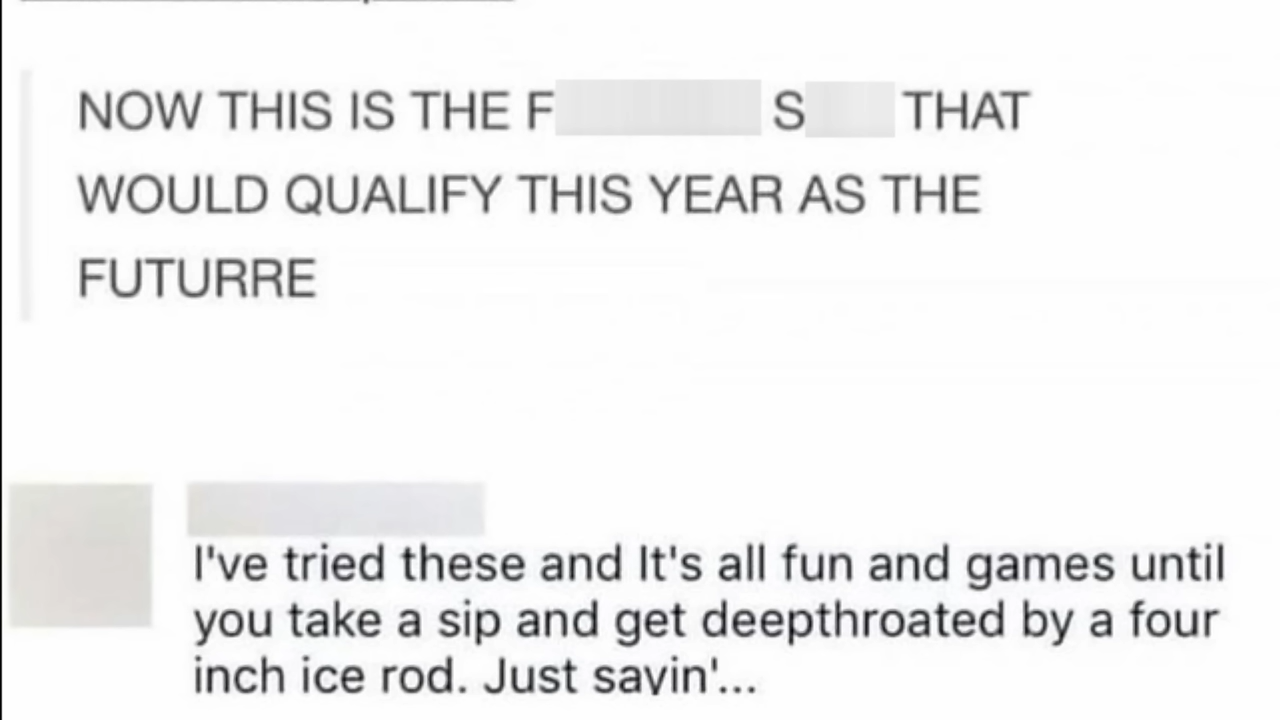 NOW THIS IS THE F S THAT
WOULD QUALIFY THIS YEAR AS THE
FUTURRE
I've tried these and It's all fun and games until
you take a sip and get deepthroated by a four
inch ice rod. Just sayin'...